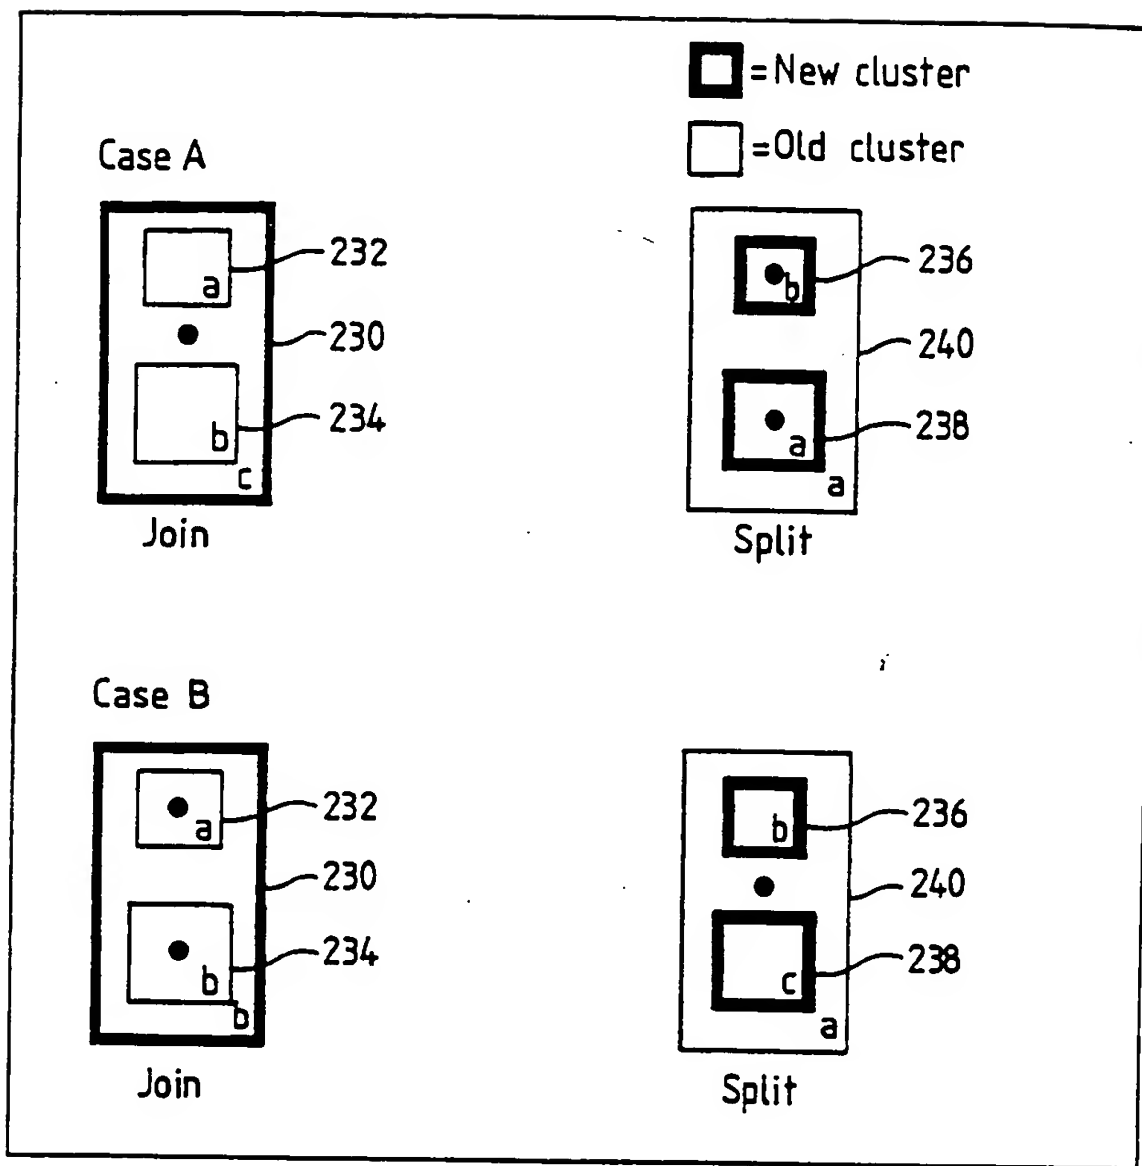 =New cluster
=Old cluster
Case A
a
232
230
b
234
c
Join
b
236
240
a
238
a
Split
Case B
a
232
230
b
234
b
Join
b
236
240
c
238
a
Split